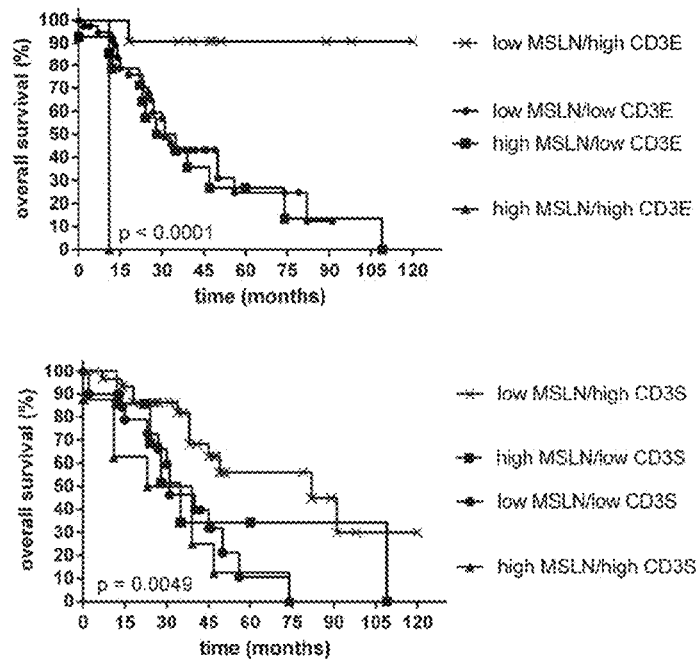 overall survival (%)
100
90
80
70
60
50
40
30
20
10
0
p < 0.0001
0 15 30 45 60 75 90 105 120
time (months)
low MSLN/high CD3E
low MSLN/low CD3E
high MSLN/low CD3E
high MSLN/high CD3E
overall survival (%)
100
90
80
70
60
50
40
30
20
10
0
p = 0.0049
0 15 30 45 60 75 90 105 120
time (months)
low MSLN/high CD3S
high MSLN/low CD3S
low MSLN/low CD3S
high MSLN/high CD3S